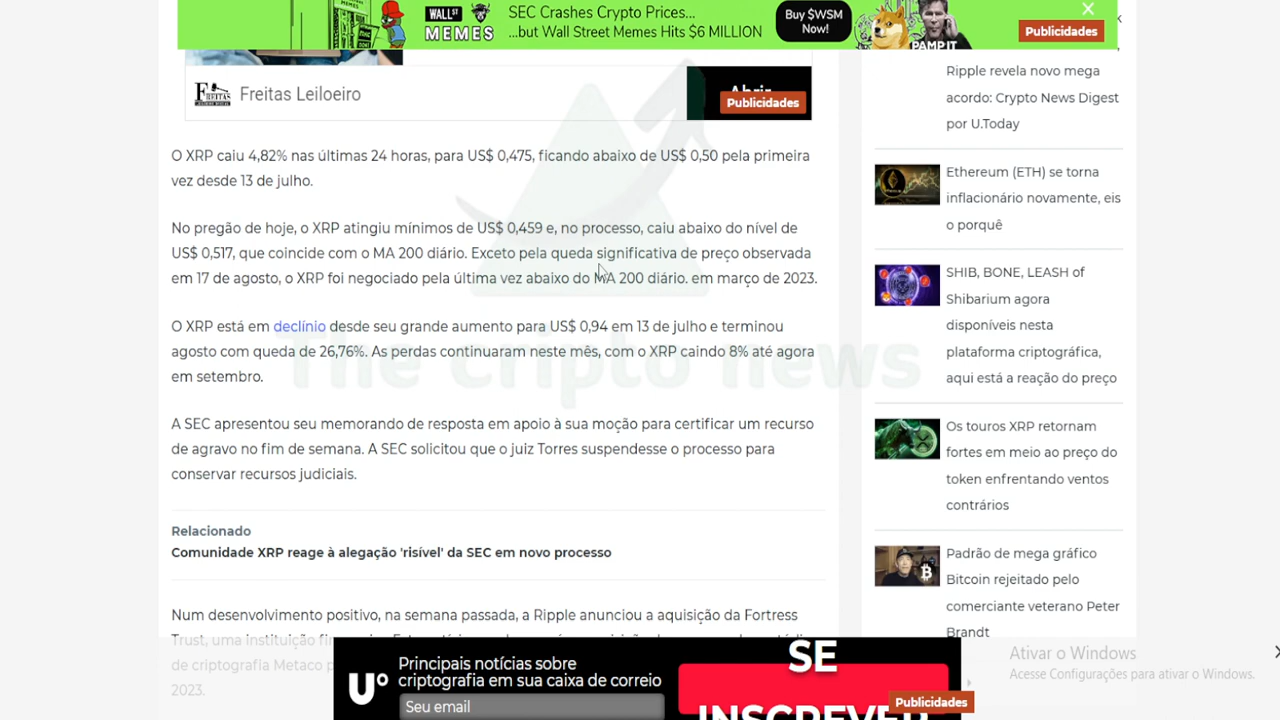 SEC Crashes Crypto Prices...
...but Wall Street Memes Hits $6 MILLION
WALL ST
MEMES
Buy $WSM
Now!
PAMP IT
Publicidades
Freitas Leiloeiro
Publicidades
O XRP caiu 4,82% nas últimas 24 horas, para US$ 0,475, ficando abaixo de US$ 0,50 pela primeira
vez desde 13 de julho.
No pregão de hoje, o XRP atingiu mínimos de US$ 0,459 e, no processo, caiu abaixo do nível de
US$ 0,517, que coincide com o MA 200 diário. Exceto pela queda significativa de preço observada
em 17 de agosto, o XRP foi negociado pela última vez abaixo do MA 200 diário. em março de 2023.
O XRP está em declínio desde seu grande aumento para US$ 0,94 em 13 de julho e terminou
agosto com queda de 26,76%. As perdas continuaram neste mês, com o XRP caindo 8% até agora
em setembro.
The cripto news
A SEC apresentou seu memorando de resposta em apoio à sua moção para certificar um recurso
de agravo no fim de semana. A SEC solicitou que o juiz Torres suspendesse o processo para
conservar recursos judiciais.
Relacionado
Comunidade XRP reage à alegação 'risível' da SEC em novo processo
Num desenvolvimento positivo, na semana passada, a Ripple anunciou a aquisição da Fortress
Trust, uma instituição
de criptografia Metaco
2023.
Ripple revela novo mega
acordo: Crypto News Digest
por U.Today
Ethereum (ETH) se torna
inflacionário novamente, eis
o porquê
SHIB, BONE, LEASH of
Shibarium agora
disponíveis nesta
plataforma criptográfica,
aqui está a reação do preço
Os touros XRP retornam
fortes em meio ao preço do
token enfrentando ventos
contrários
Padrão de mega gráfico
Bitcoin rejeitado pelo
comerciante veterano Peter
Brandt
Principais notícias sobre
criptografia em sua caixa de correio
Seu email
SE
INSCREVER
Publicidades
Ativar o Windows
Acesse Configurações para ativar o Windows.